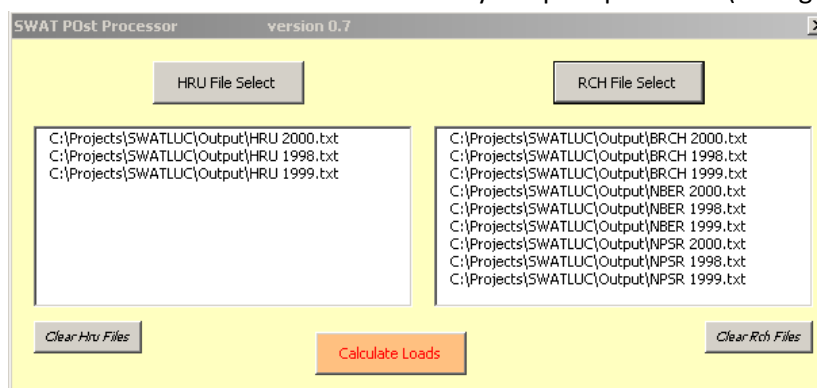 SWAT POst Processor version 0.7
HRU File Select
RCH File Select
C:\Projects\SWATLUC\Output\HRU 2000.txt
C:\Projects\SWATLUC\Output\HRU 1998.txt
C:\Projects\SWATLUC\Output\HRU 1999.txt
C:\Projects\SWATLUC\Output\BRCH 2000.txt
C:\Projects\SWATLUC\Output\BRCH 1998.txt
C:\Projects\SWATLUC\Output\BRCH 1999.txt
C:\Projects\SWATLUC\Output\NBER 2000.txt
C:\Projects\SWATLUC\Output\NBER 1998.txt
C:\Projects\SWATLUC\Output\NBER 1999.txt
C:\Projects\SWATLUC\Output\NPSR 2000.txt
C:\Projects\SWATLUC\Output\NPSR 1998.txt
C:\Projects\SWATLUC\Output\NPSR 1999.txt
Clear Hru Files
Calculate Loads
Clear Rch Files